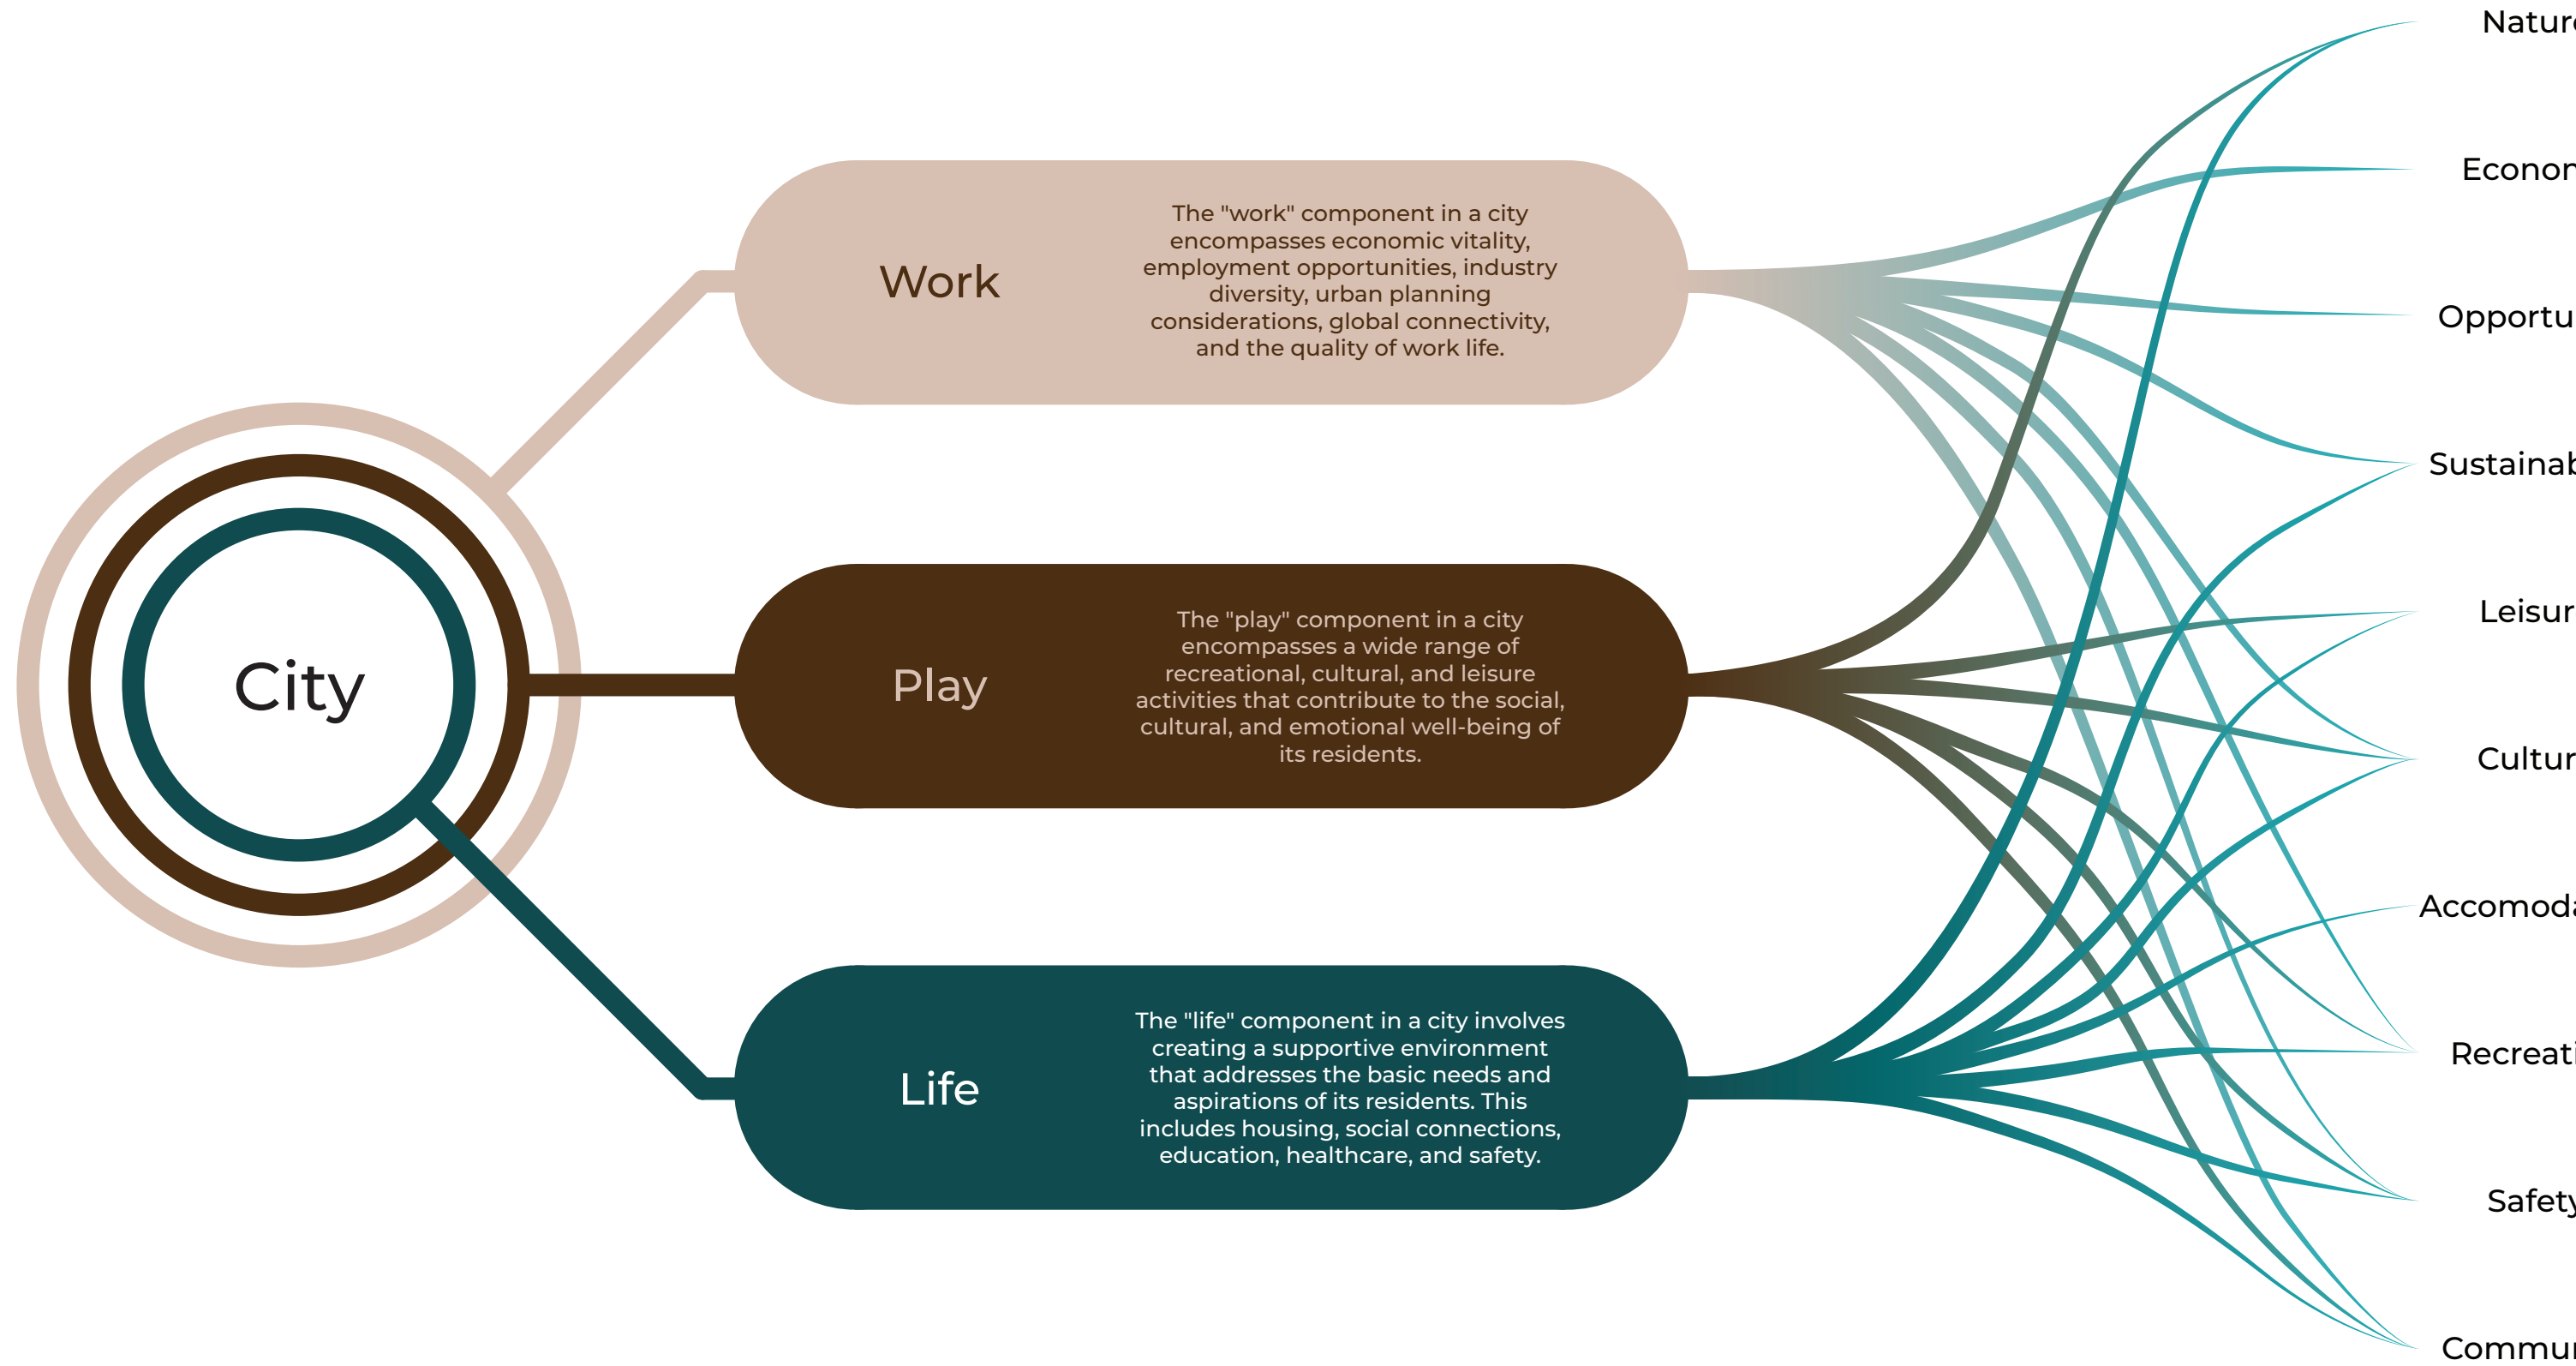 City
Work
The "work" component in a city
encompasses economic vitality,
employment opportunities, industry
diversity, urban planning
considerations, global connectivity,
and the quality of work life.
Play
The "play" component in a city
encompasses a wide range of
recreational, cultural, and leisure
activities that contribute to the social,
cultural, and emotional well-being of
its residents.
Life
The "life" component in a city involves
creating a supportive environment
that addresses the basic needs and
aspirations of its residents. This
includes housing, social connections,
education, healthcare, and safety.
Nature
Econom
Opportu
Sustainab
Leisur
Cultur
Accomoda
Recreati
Safety
Commun